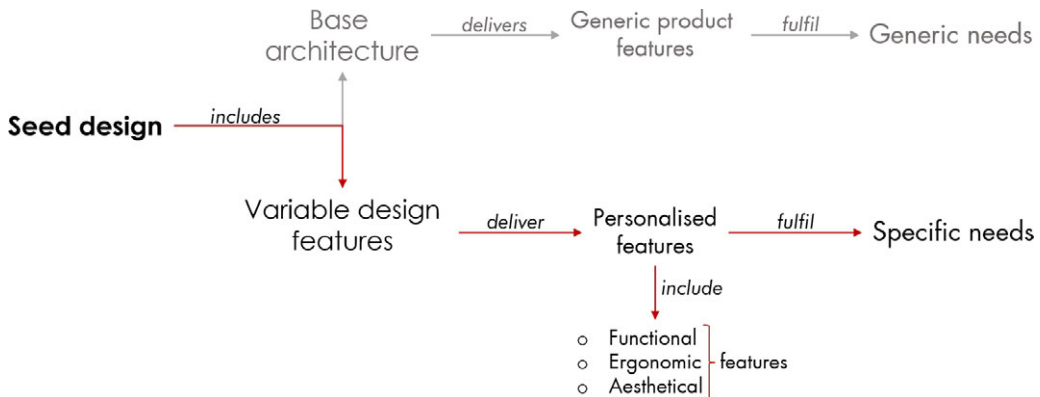 Base
architecture
delivers
Generic product
features
fulfil
Generic needs
Seed design
includes
Variable design
features
deliver
Personalised
features
fulfil
Specific needs
include
o Functional
o Ergonomic
o Aesthetical
features